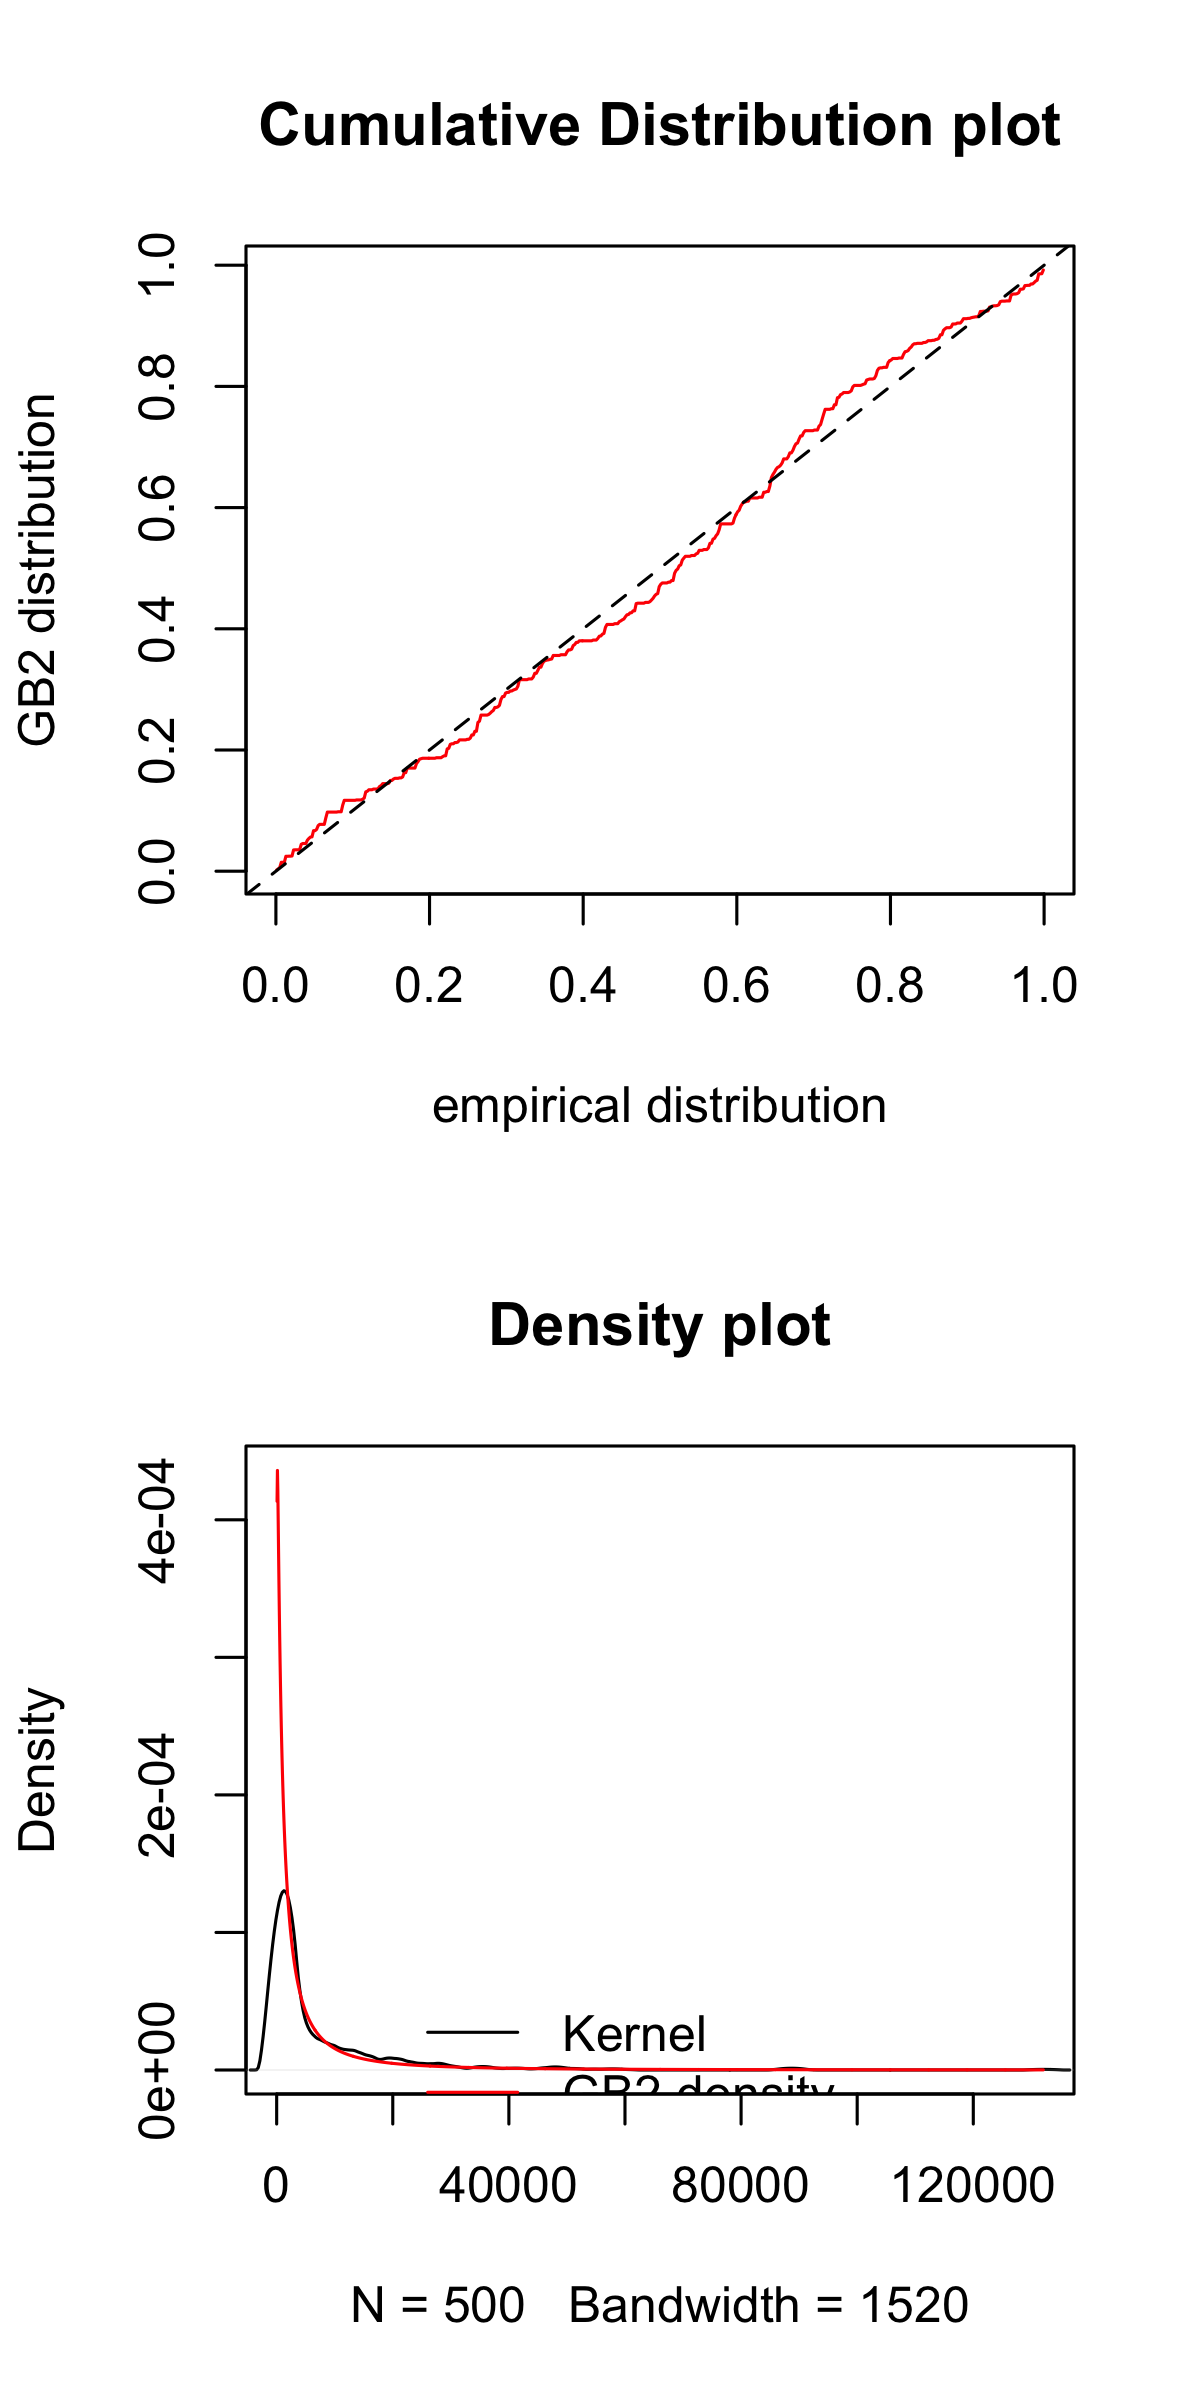 Cumulative Distribution plot
GB2 distribution
0.0 0.2 0.4 0.6 0.8 1.0
0.0 0.2 0.4 0.6 0.8 1.0
empirical distribution
Density plot
Density
0e+00 2e-04 4e-04
Kernel
GB2 density
0 40000 80000 120000
N = 500 Bandwidth = 1520